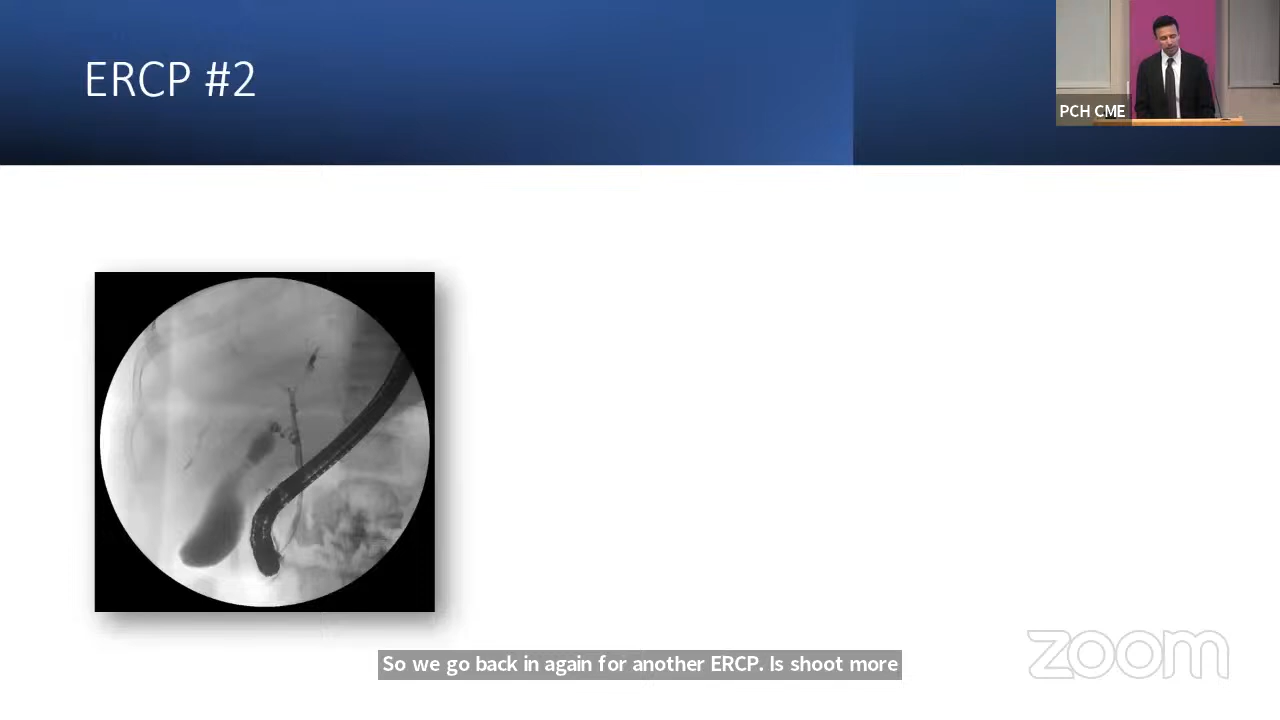 ERCP #2
PCH CME
So we go back in again for another ERCP. Is shoot more
zoom